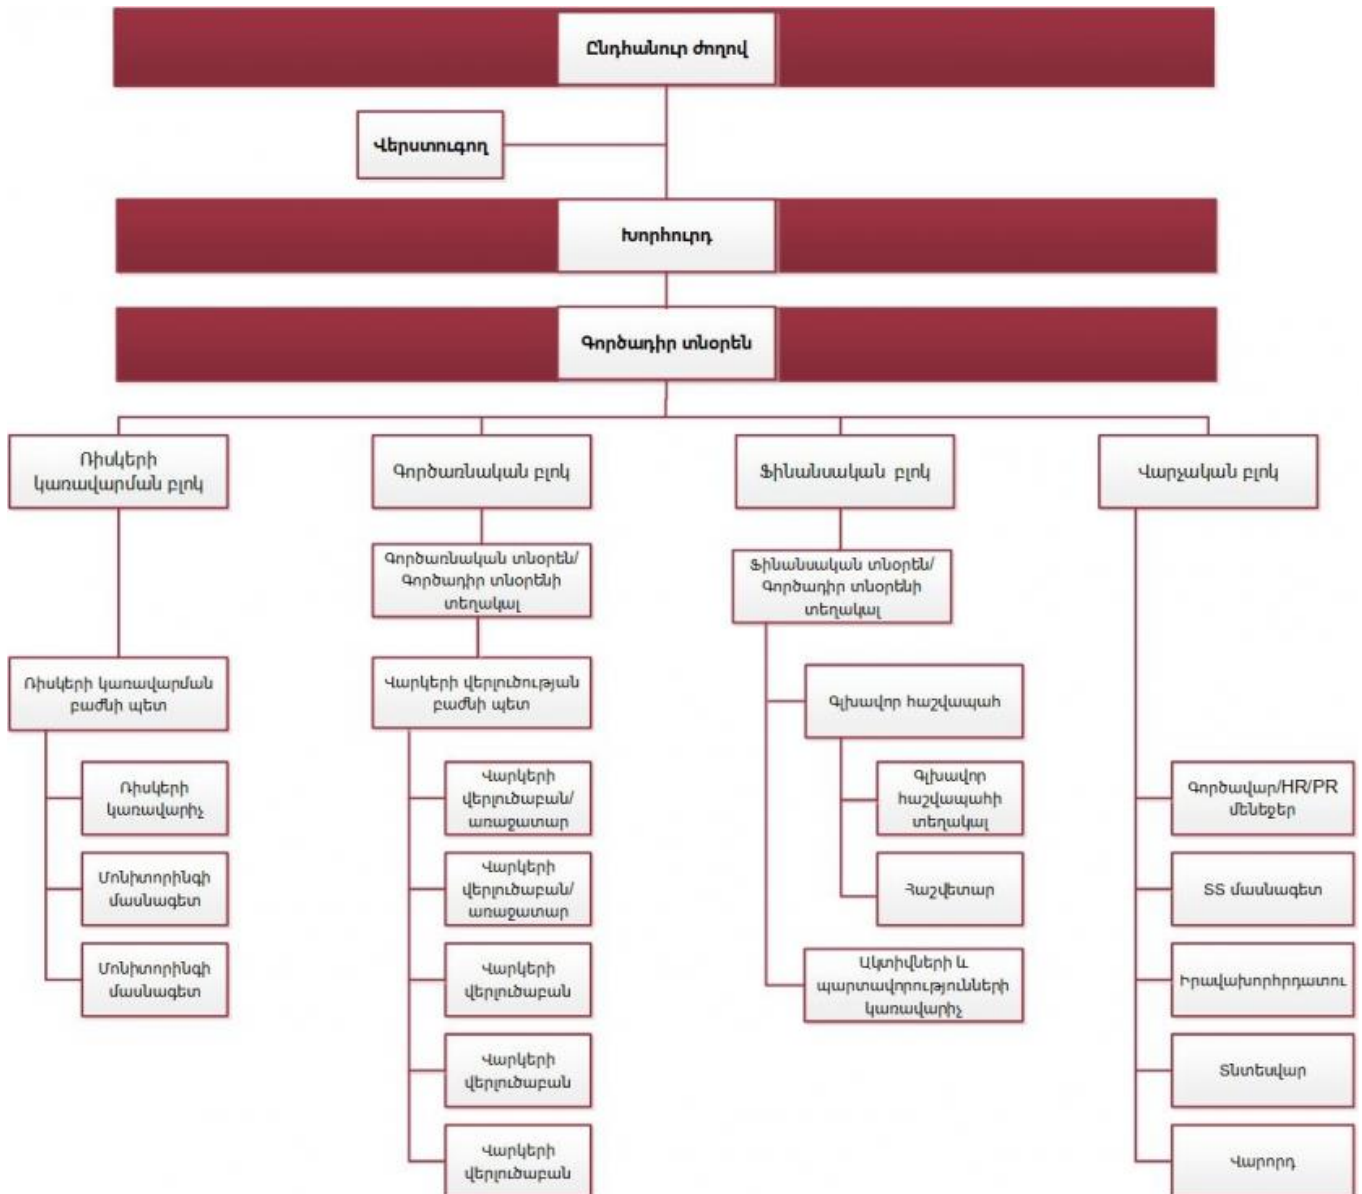 Ընդհանուր ժողով
Վերստուգող
Խորհուրդ
Գործադիր տնօրեն
Ռիսկերի
կառավարման բլոկ
Ռիսկերի կառավարման
բաժնի պետ
Ռիսկերի
կառավարիչ
Մոնիտորինգի
մասնագետ
Մոնիտորինգի
մասնագետ
Գործառնական բլոկ
Գործառնական տնօրեն/
Գործադիր տնօրենի
տեղակալ
Վարկերի վերլուծության
բաժնի պետ
Վարկերի
վերլուծաբան/
առաջատար
Վարկերի
վերլուծաբան/
առաջատար
Վարկերի
վերլուծաբան
Վարկերի
վերլուծաբան
Վարկերի
վերլուծաբան
Ֆինանսական բլոկ
Ֆինանսական տնօրեն/
Գործադիր տնօրենի
տեղակալ
Գլխավոր հաշվապահ
Գլխավոր
հաշվապահի
տեղակալ
Հաշվետար
Ակտիվների և
պարտավորությունների
կառավարիչ
Վարչական բլոկ
Գործավար/HR/PR
մենեջեր
ՏՏ մասնագետ
Իրավախորհրդատու
Տնտեսվար
Վարորդ